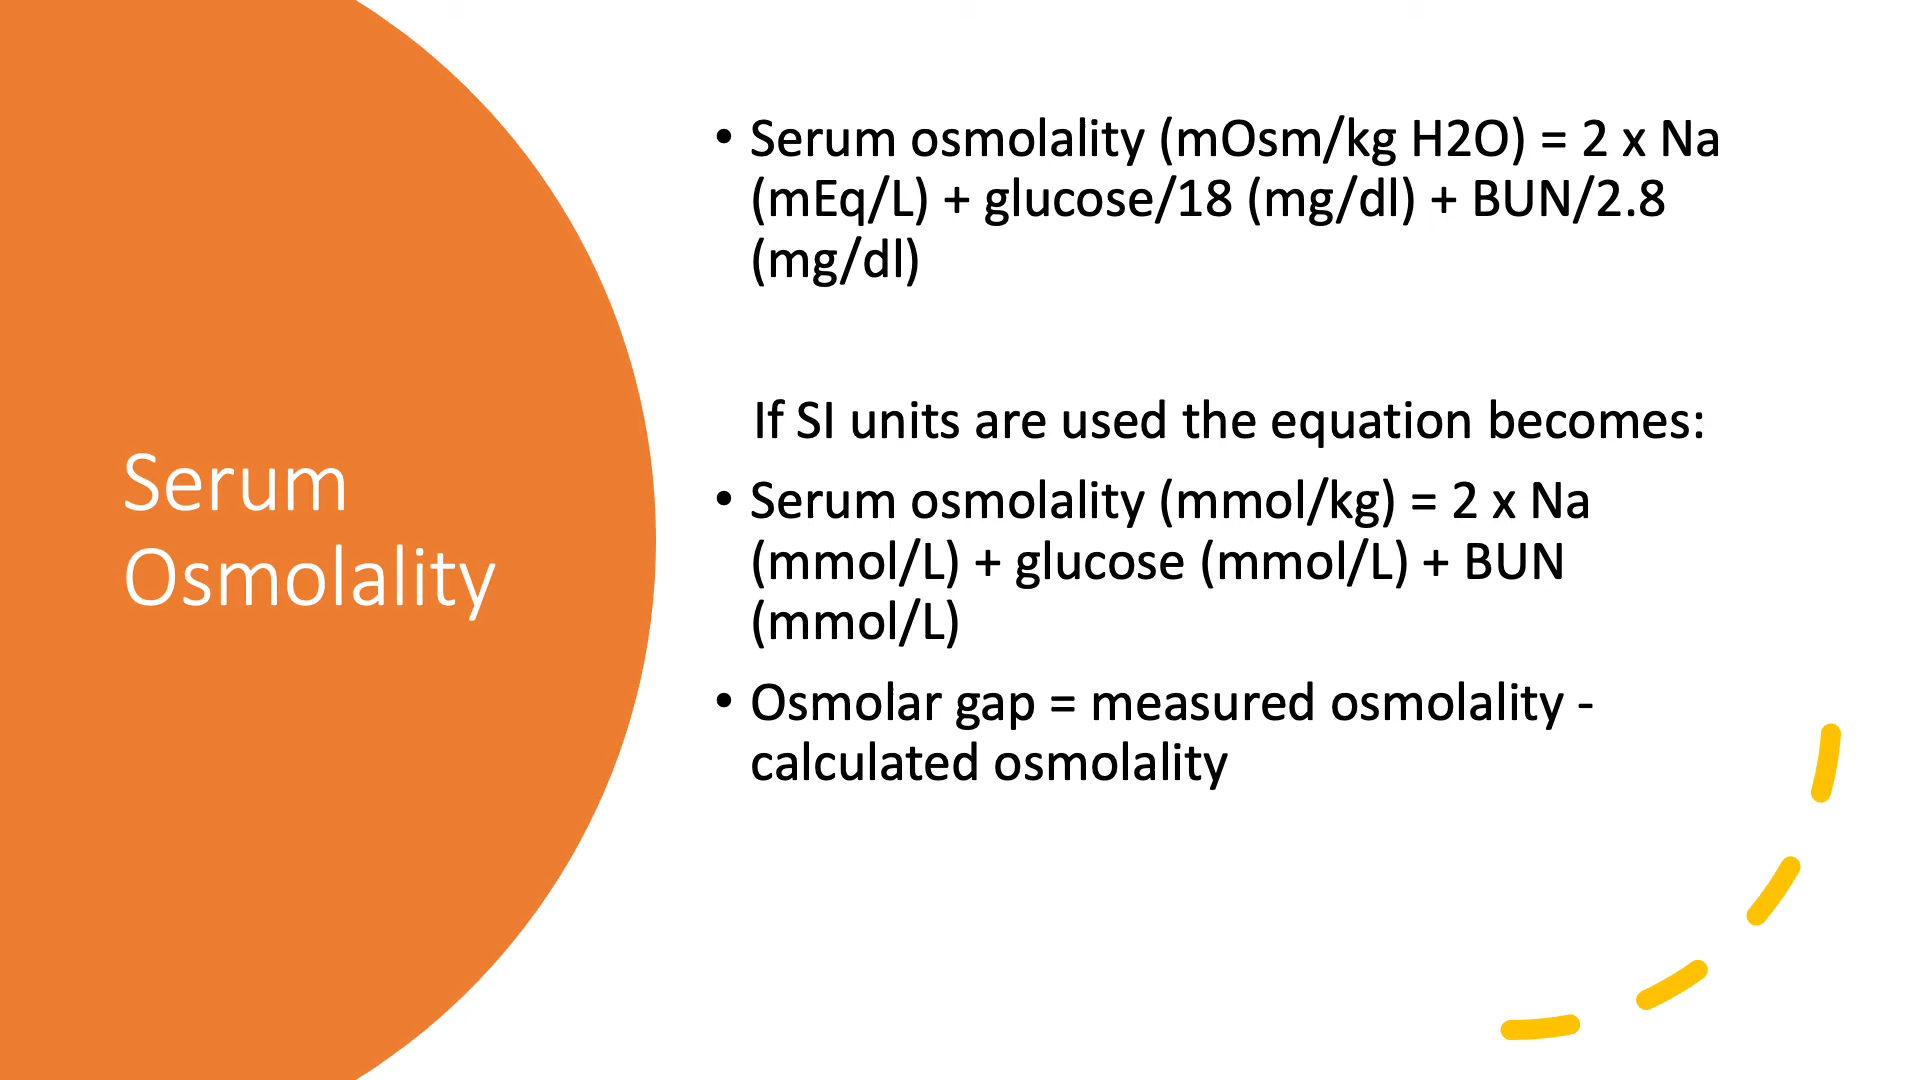 Serum
Osmolality
• Serum osmolality (mOsm/kg H2O) = 2 x Na
(mEq/L) + glucose/18 (mg/dl) + BUN/2.8
(mg/dl)
If SI units are used the equation becomes:
• Serum osmolality (mmol/kg) = 2 x Na
(mmol/L) + glucose (mmol/L) + BUN
(mmol/L)
• Osmolar gap = measured osmolality -
calculated osmolality